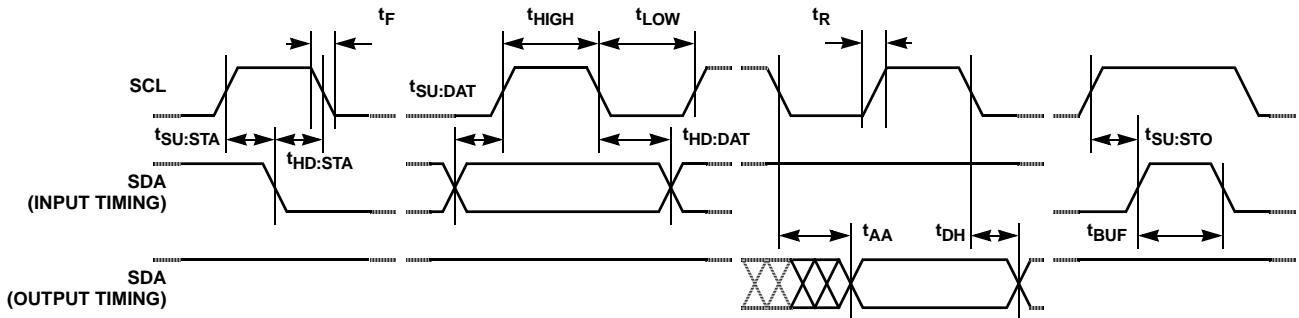 tF
tHIGH
tLOW
tR
SCL
tSU:DAT
tSU:STA
tHD:STA
tHD:DAT
tSU:STO
SDA
(INPUT TIMING)
tAA
tDH
tBUF
SDA
(OUTPUT TIMING)